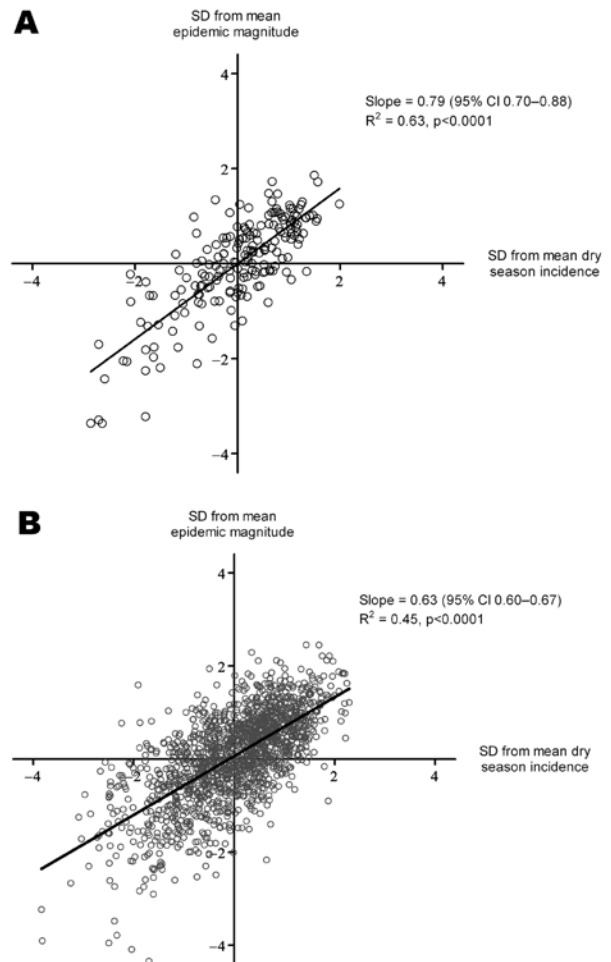 A
SD from mean
epidemic magnitude
4
Slope = 0.79 (95% CI 0.70–0.88)
R² = 0.63, p<0.0001
2
SD from mean dry
season incidence
−4
−2
2
4
−2
−4
B
SD from mean
epidemic magnitude
4
Slope = 0.63 (95% CI 0.60–0.67)
R² = 0.45, p<0.0001
2
SD from mean dry
season incidence
−4
−2
2
4
−2
−4